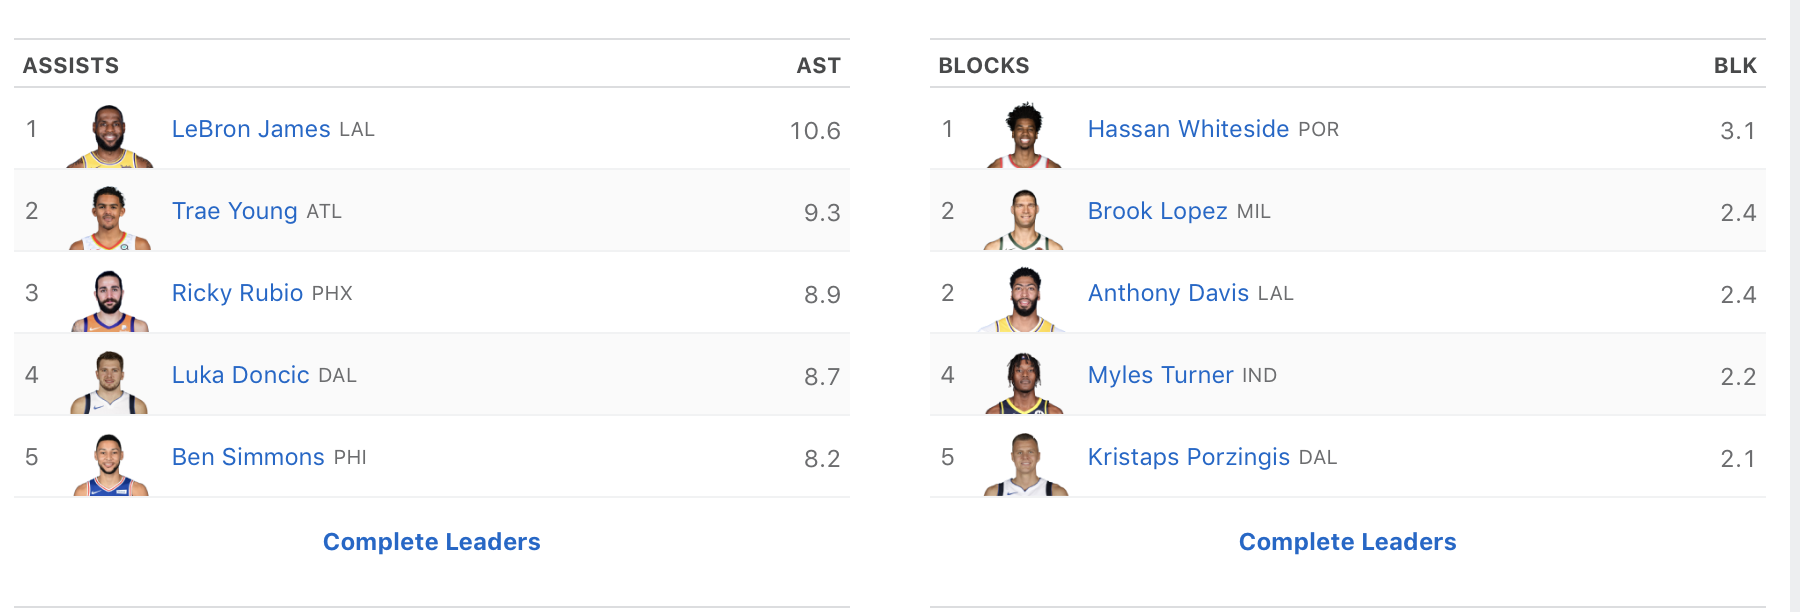 ASSISTS AST
1 LeBron James LAL 10.6
2 Trae Young ATL 9.3
3 Ricky Rubio PHX 8.9
4 Luka Doncic DAL 8.7
5 Ben Simmons PHI 8.2
Complete Leaders
BLOCKS BLK
1 Hassan Whiteside POR 3.1
2 Brook Lopez MIL 2.4
2 Anthony Davis LAL 2.4
4 Myles Turner IND 2.2
5 Kristaps Porzingis DAL 2.1
Complete Leaders